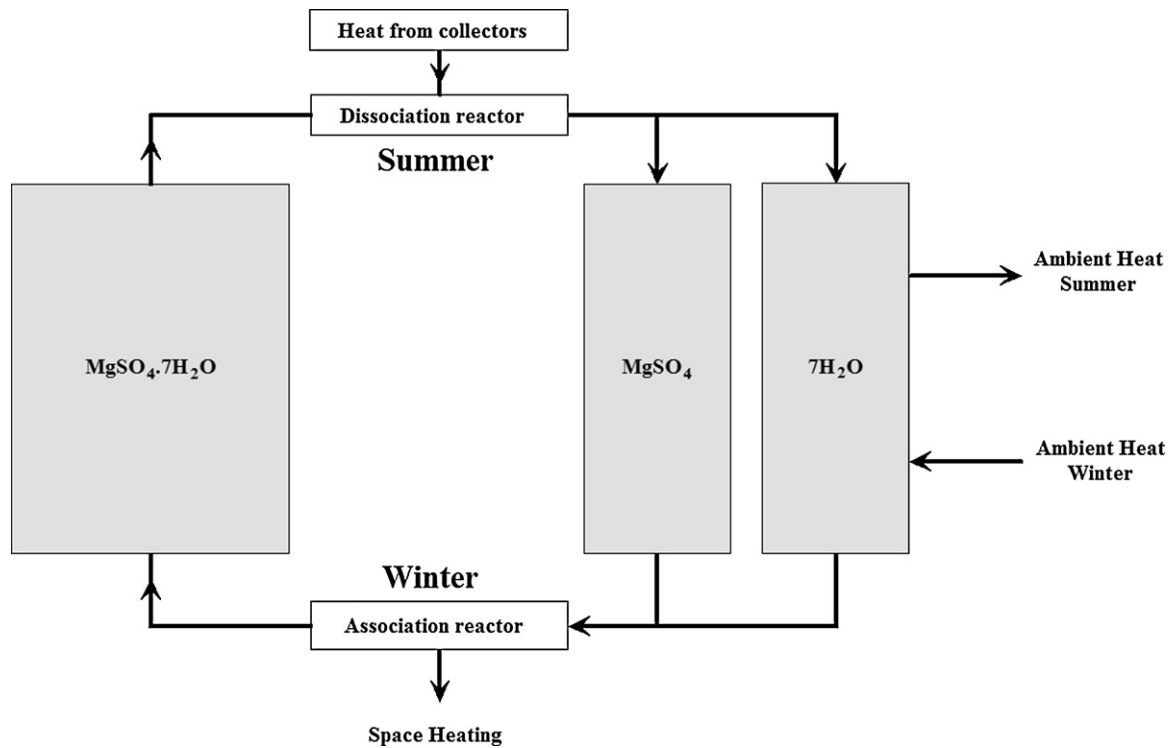 Heat from collectors
Dissociation reactor
Summer
MgSO₄.7H₂O
MgSO₄
7H₂O
Ambient Heat
Summer
Ambient Heat
Winter
Winter
Association reactor
Space Heating